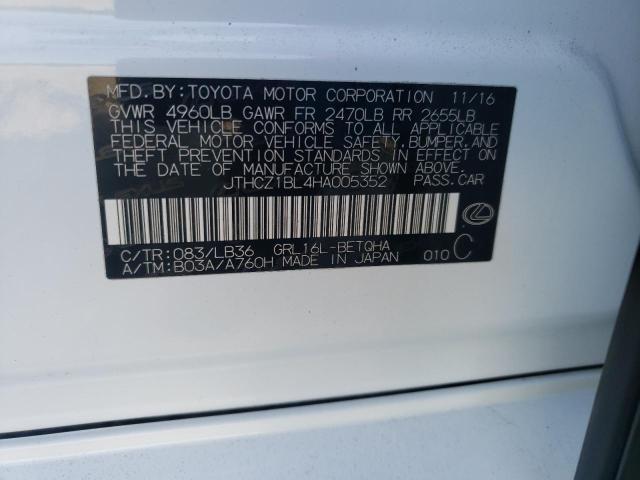 MFD. BY: TOYOTA MOTOR CORPORATION 11/16
GVWR 4960LB GAWR FR 2470LB RR 2655LB
THIS VEHICLE CONFORMS TO ALL APPLICABLE
FEDERAL MOTOR VEHICLE SAFETY, BUMPER, AND
THEFT PREVENTION STANDARDS IN EFFECT ON
THE DATE OF MANUFACTURE SHOWN ABOVE.
JTHCZ1BL4HA005352 PASS. CAR
C/TR: 083/LB36 GRL16L-BETQHA
A/TM: B03A/A760H MADE IN JAPAN 010 C